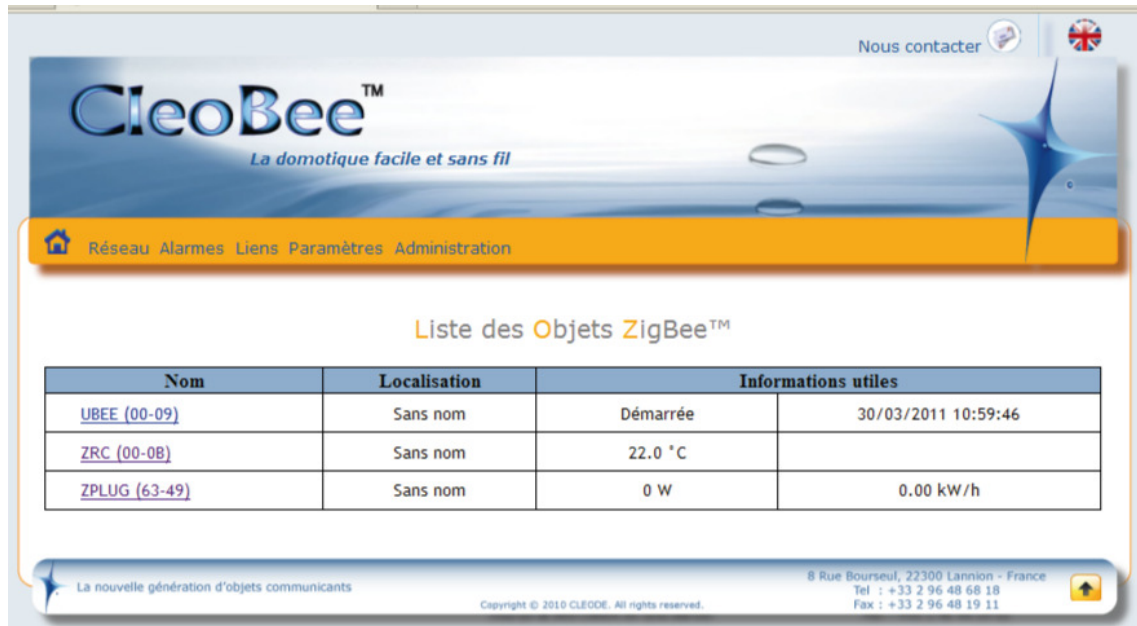 Nous contacter
CleoBee™
La domotique facile et sans fil
Réseau Alarmes Liens Paramètres Administration
Liste des Objets ZigBee™
Nom Localisation Informations utiles
UBEE (00-09) Sans nom Démarrée 30/03/2011 10:59:46
ZRC (00-0B) Sans nom 22.0 °C
ZPLUG (63-49) Sans nom 0 W 0.00 kW/h
La nouvelle génération d'objets communicants
Copyright © 2010 CLEODE. All rights reserved.
8 Rue Bourseul, 22300 Lannion - France
Tel : +33 2 96 48 68 18
Fax : +33 2 96 48 19 11